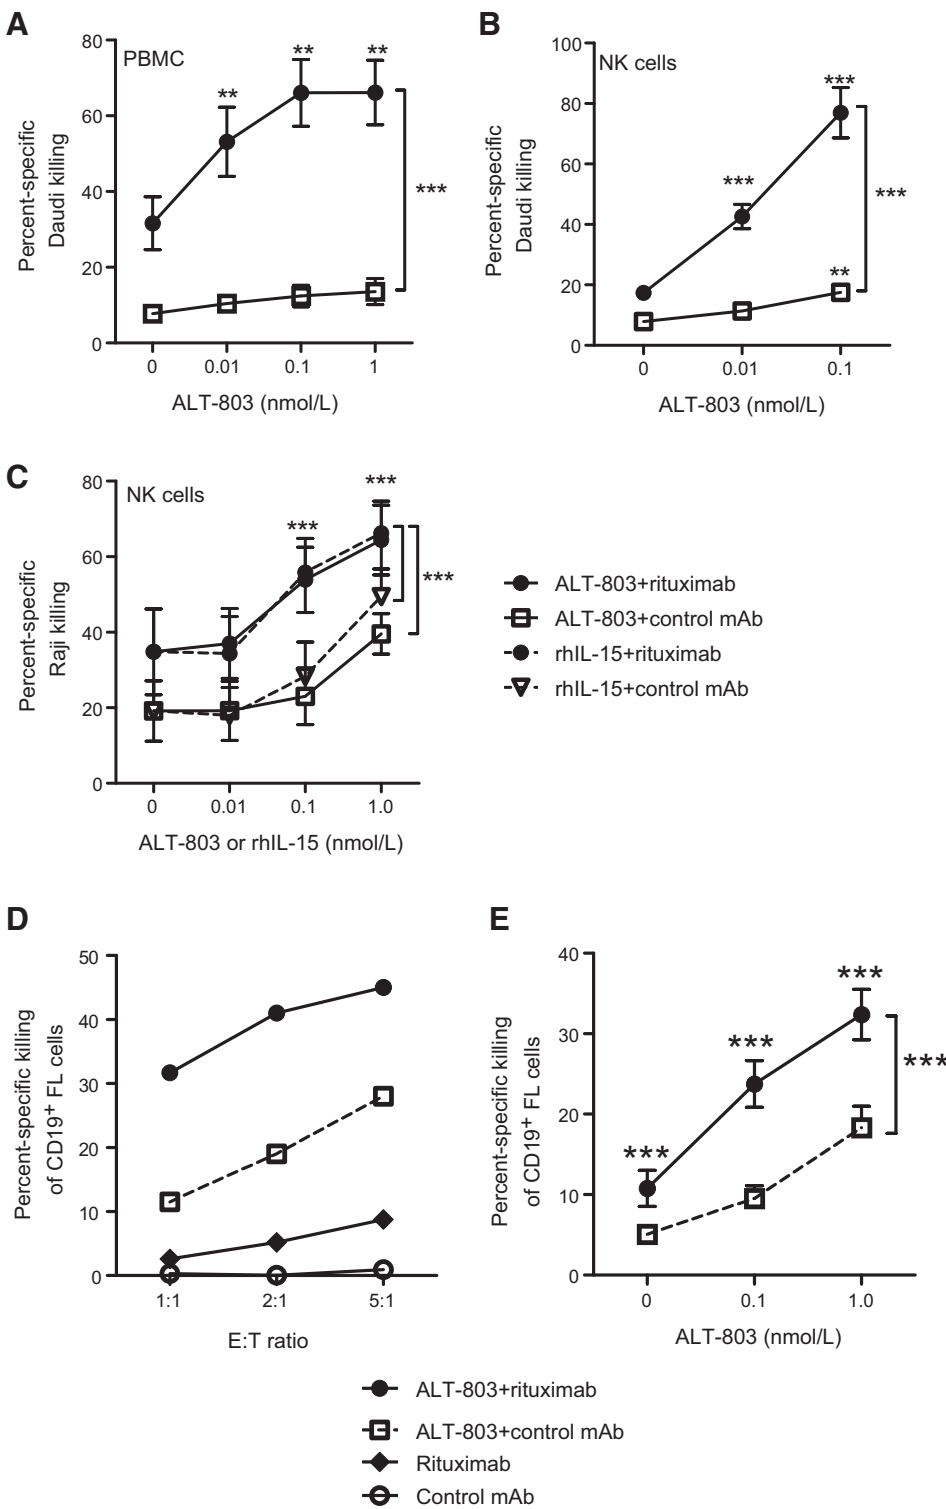 A
PBMC
Percent-specific
Daudi killing
80
60
40
20
0
** ** **
***
0 0.01 0.1 1
ALT-803 (nmol/L)
B
NK cells
Percent-specific
Daudi killing
100
80
60
40
20
0
***
***
**
***
0 0.01 0.1
ALT-803 (nmol/L)
C
NK cells
Percent-specific
Raji killing
80
60
40
20
0
***
***
***
0 0.01 0.1 1.0
ALT-803 or rhIL-15 (nmol/L)
ALT-803+rituximab
ALT-803+control mAb
rhIL-15+rituximab
rhIL-15+control mAb
D
Percent-specific killing
of CD19⁺ FL cells
50
40
30
20
10
0
1:1 2:1 5:1
E:T ratio
E
Percent-specific killing
of CD19⁺ FL cells
40
30
20
10
0
***
***
***
***
0 0.1 1.0
ALT-803 (nmol/L)
ALT-803+rituximab
ALT-803+control mAb
Rituximab
Control mAb